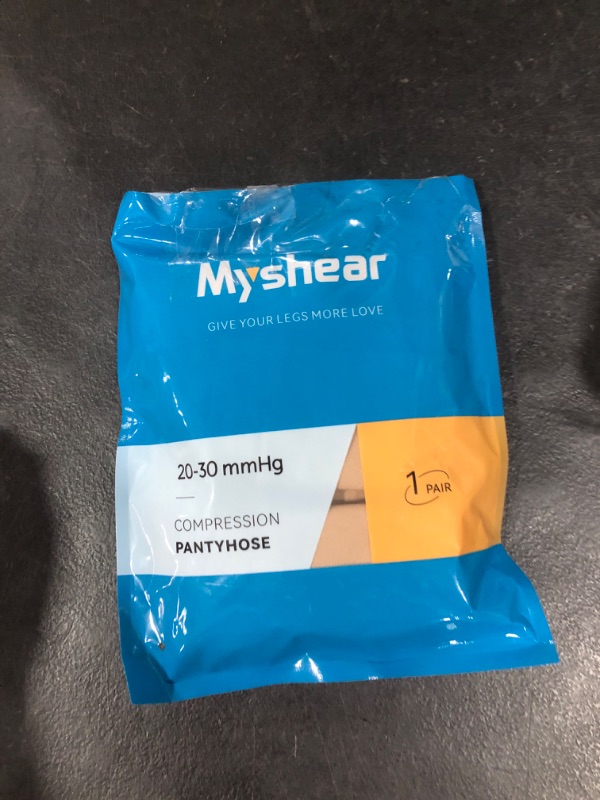 Myshear
GIVE YOUR LEGS MORE LOVE
20-30 mmHg
1 PAIR
COMPRESSION
PANTYHOSE